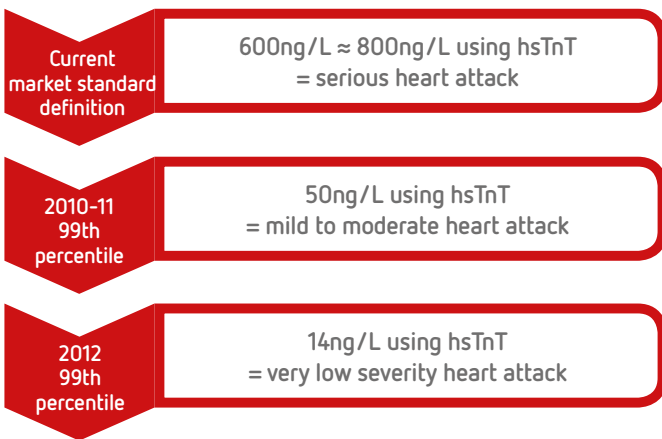 Current
market standard
definition
600ng/L ≈ 800ng/L using hsTnT
= serious heart attack
2010-11
99th
percentile
50ng/L using hsTnT
= mild to moderate heart attack
2012
99th
percentile
14ng/L using hsTnT
= very low severity heart attack